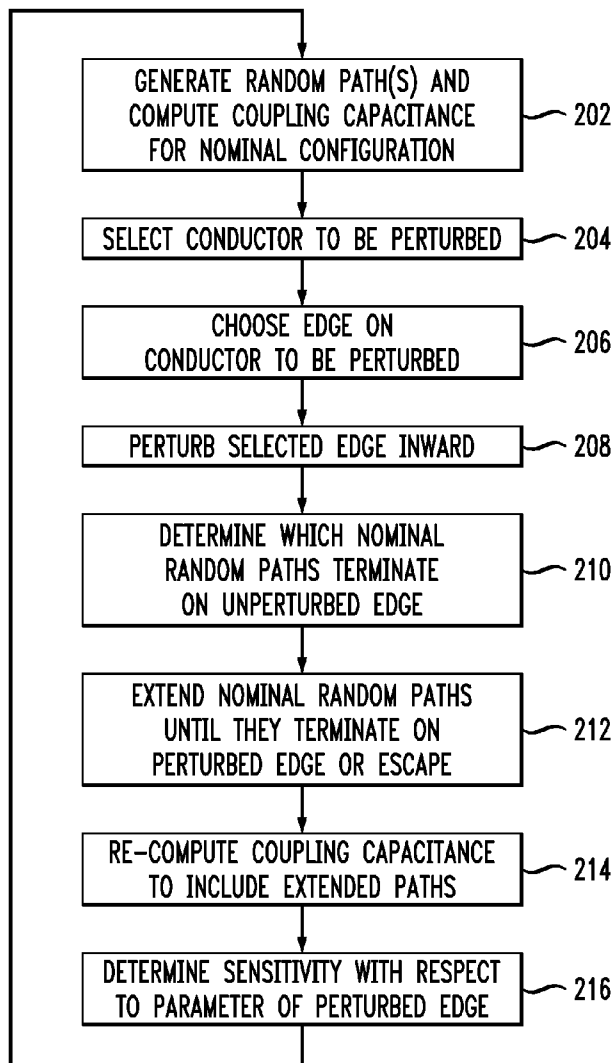 GENERATE RANDOM PATH(S) AND
COMPUTE COUPLING CAPACITANCE
FOR NOMINAL CONFIGURATION
202
SELECT CONDUCTOR TO BE PERTURBED
204
CHOOSE EDGE ON
CONDUCTOR TO BE PERTURBED
206
PERTURB SELECTED EDGE INWARD
208
DETERMINE WHICH NOMINAL
RANDOM PATHS TERMINATE
ON UNPERTURBED EDGE
210
EXTEND NOMINAL RANDOM PATHS
UNTIL THEY TERMINATE ON
PERTURBED EDGE OR ESCAPE
212
RE-COMPUTE COUPLING CAPACITANCE
TO INCLUDE EXTENDED PATHS
214
DETERMINE SENSITIVITY WITH RESPECT
TO PARAMETER OF PERTURBED EDGE
216